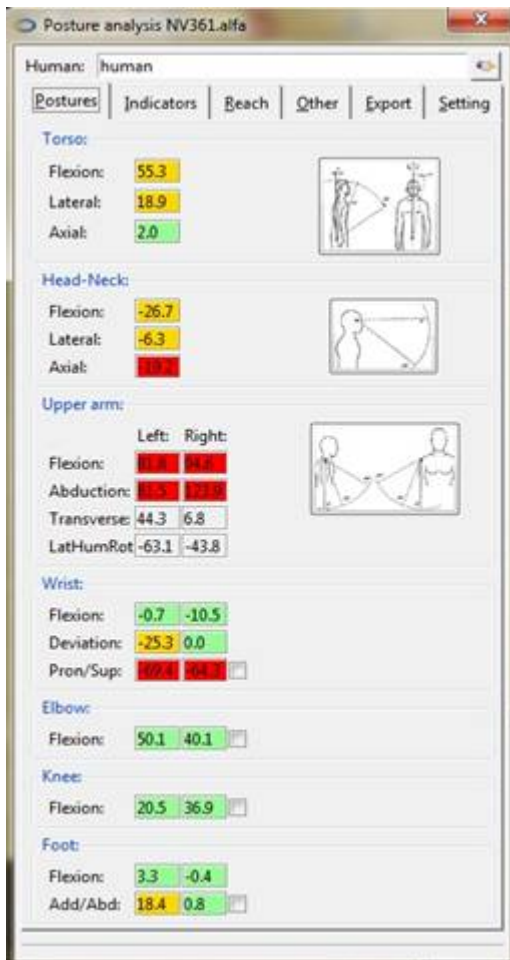 Posture analysis NV361.alfa
Human: human
Postures Indicators Reach Other Export Setting
Torso:
Flexion: 55.3
Lateral: 18.9
Axial: 2.0
Head-Neck:
Flexion: -26.7
Lateral: -6.3
Axial:
Upper arm:
Left: Right:
Flexion:
Abduction:
Transverse: 44.3 6.8
LatHumRot -63.1 -43.8
Wrist:
Flexion: -0.7 -10.5
Deviation: -25.3 0.0
Pron/Sup:
Elbow:
Flexion: 50.1 40.1
Knee:
Flexion: 20.5 36.9
Foot:
Flexion: 3.3 -0.4
Add/Abd: 18.4 0.8